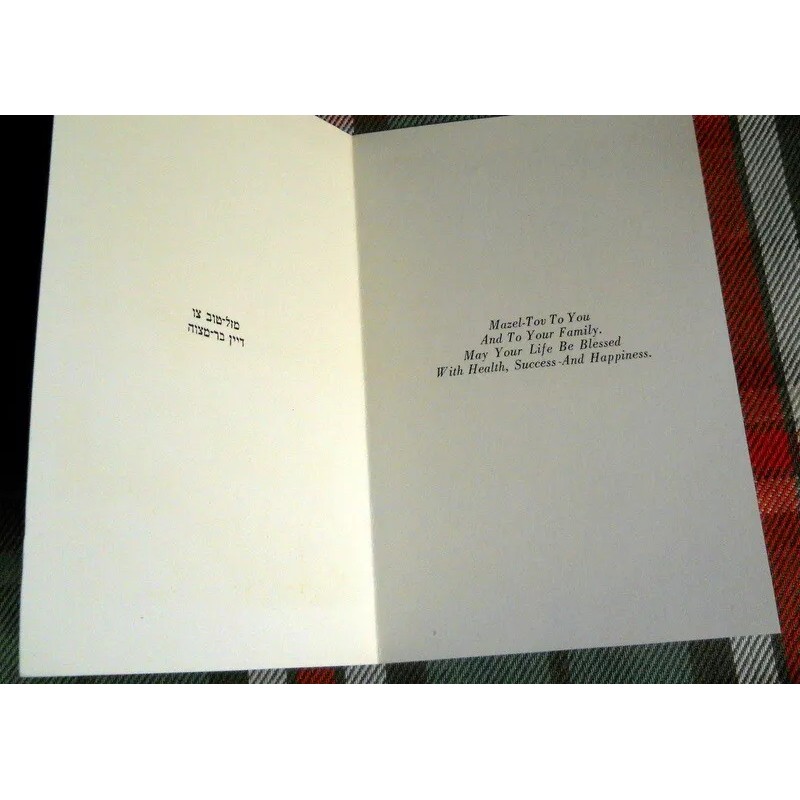 מזל-טוב צו
דיין בר-מצוה
Mazel-Tov To You
And To Your Family.
May Your Life Be Blessed
With Health, Success-And Happiness.